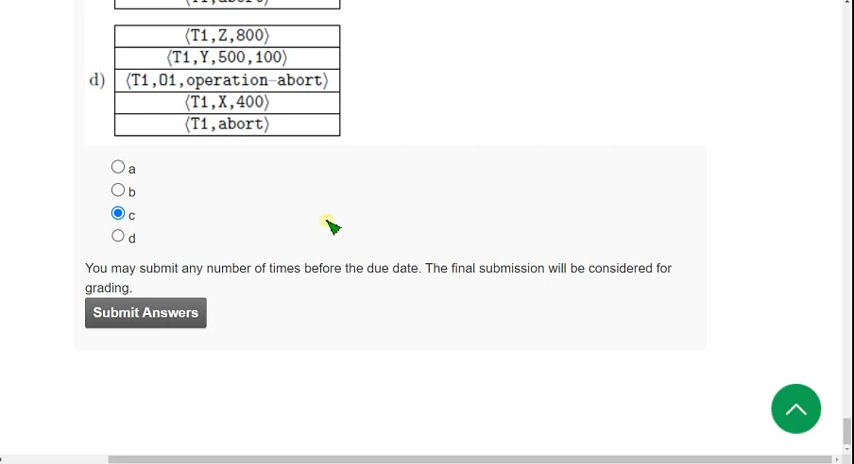 ⟨T1,Z,800⟩
⟨T1,Y,500,100⟩
d) ⟨T1,O1,operation-abort⟩
⟨T1,X,400⟩
⟨T1,abort⟩
a
b
c
d
You may submit any number of times before the due date. The final submission will be considered for
grading.
Submit Answers